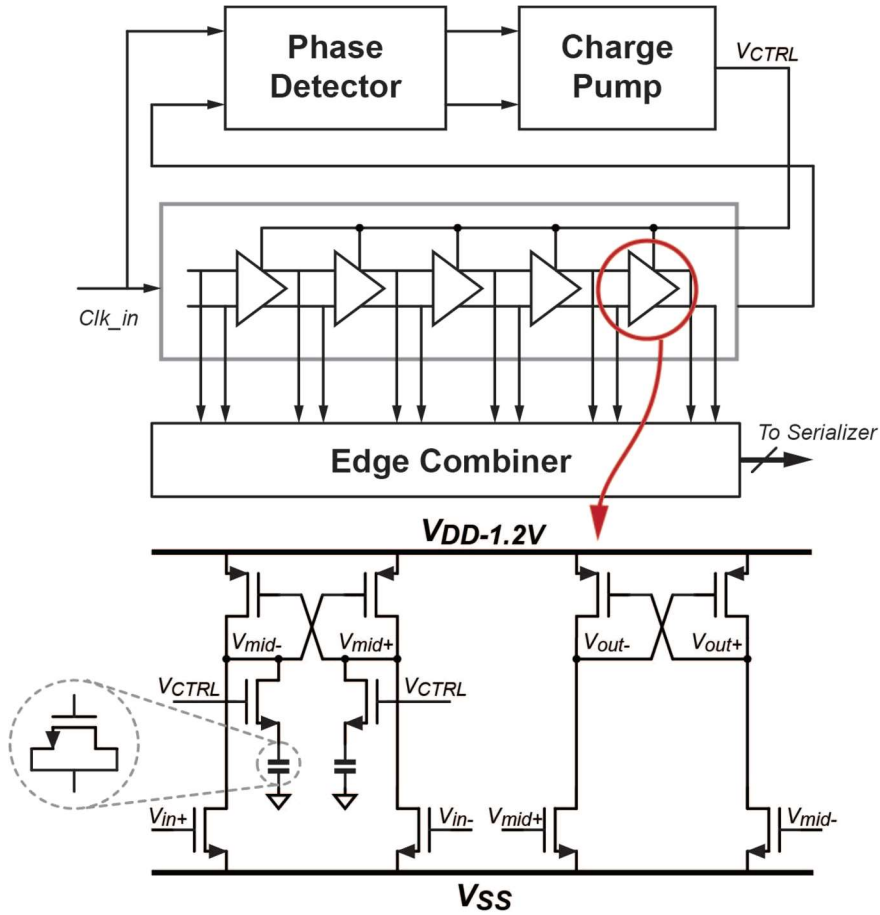 Phase
Detector
Charge
Pump
VCTRL
Clk_in
Edge Combiner
To Serializer
VDD-1.2V
Vmid-
Vmid+
Vout-
Vout+
VCTRL
VCTRL
Vin+
Vin-
Vmid+
Vmid-
VSS